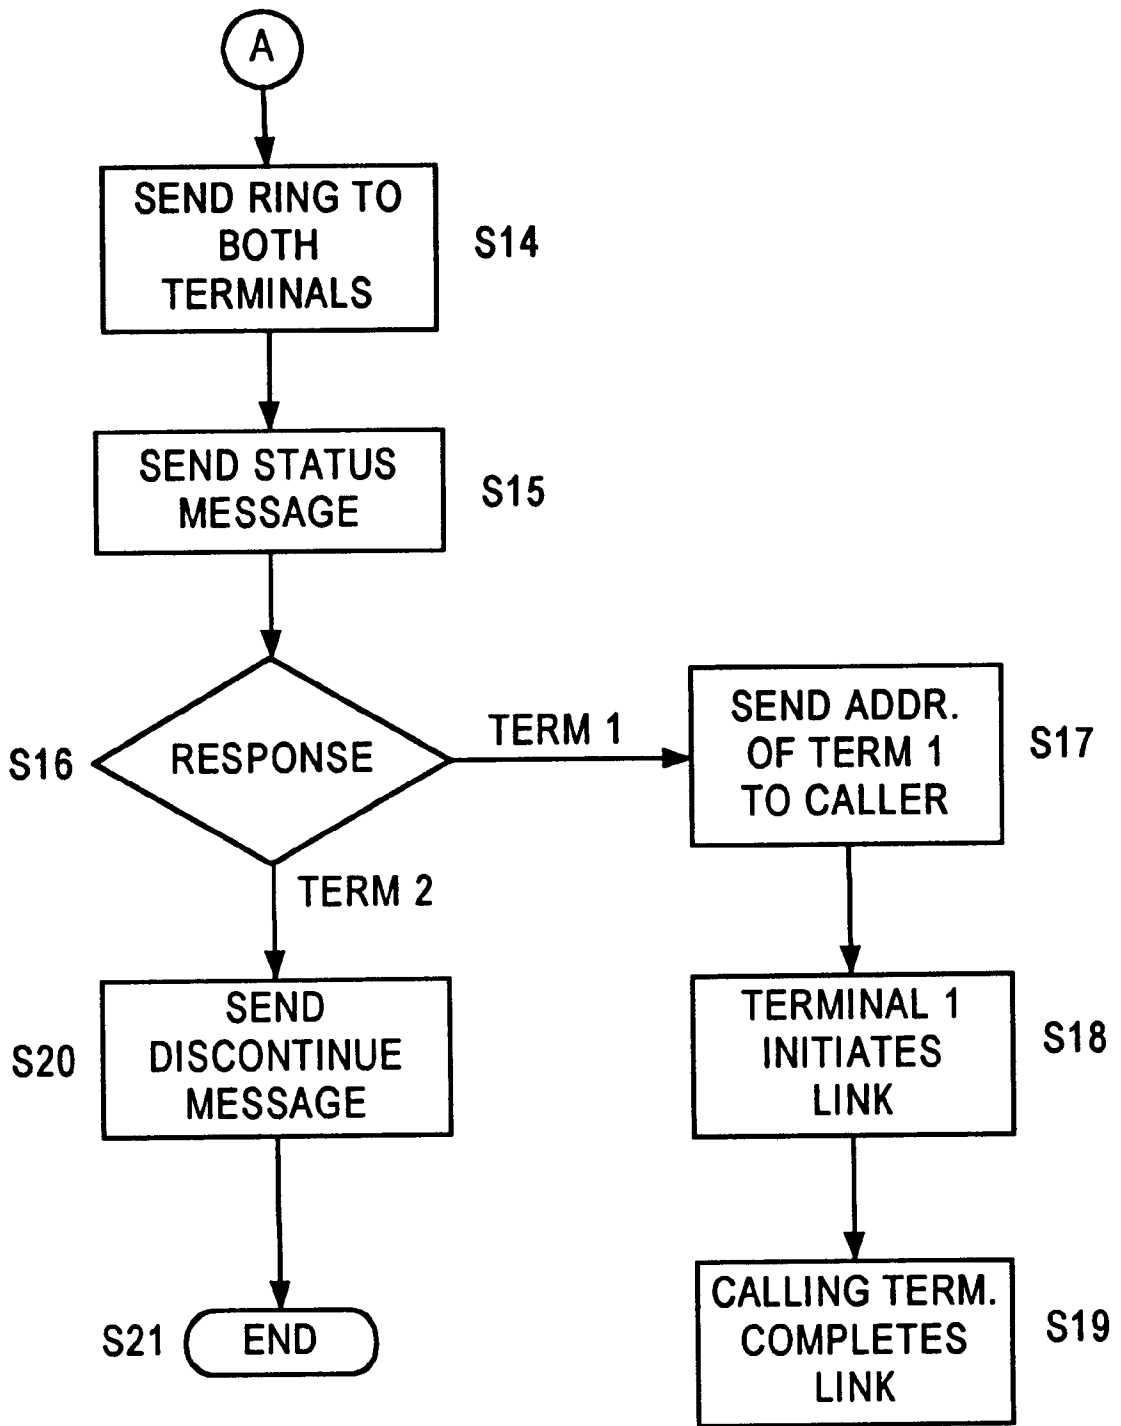 A
SEND RING TO
BOTH
TERMINALS
S14
SEND STATUS
MESSAGE
S15
S16
RESPONSE
TERM 1
TERM 2
SEND ADDR.
OF TERM 1
TO CALLER
S17
TERMINAL 1
INITIATES
LINK
S18
CALLING TERM.
COMPLETES
LINK
S19
S20
SEND
DISCONTINUE
MESSAGE
S21
END